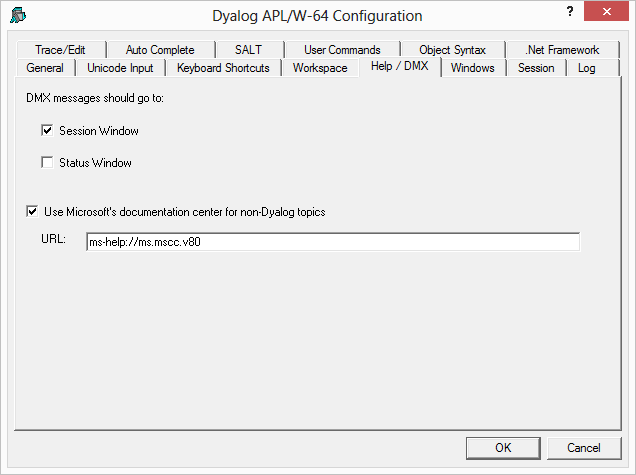 Dyalog APL/W-64 Configuration
?
Trace/Edit Auto Complete SALT User Commands Object Syntax .Net Framework
General Unicode Input Keyboard Shortcuts Workspace Help / DMX Windows Session Log
DMX messages should go to:
Session Window
Status Window
Use Microsoft's documentation center for non-Dyalog topics
URL: ms-help://ms.mscc.v80
OK Cancel